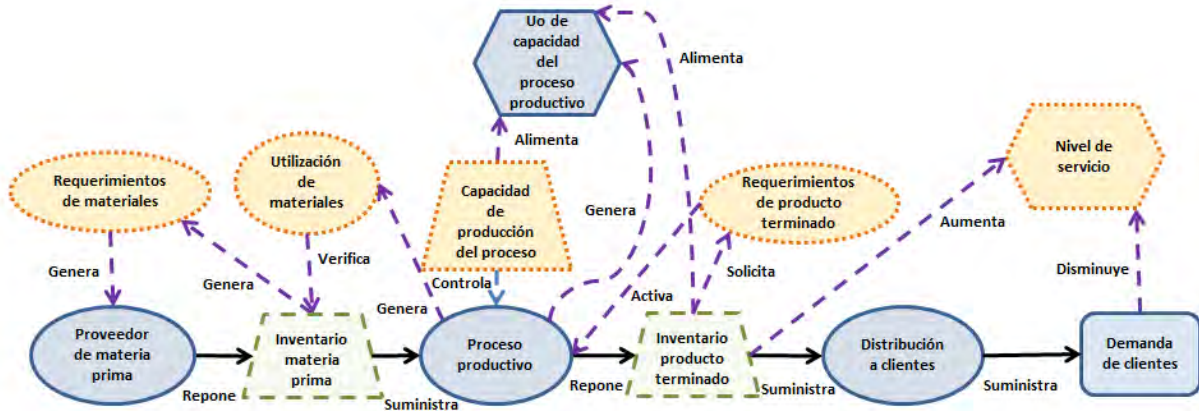 Uo de
capacidad
del
proceso
productivo
Alimenta
Alimenta
Nivel de
servicio
Requerimientos
de materiales
Utilización
de
materiales
Capacidad
de
producción
del proceso
Genera
Requerimientos
de producto
terminado
Aumenta
Genera
Genera
Verifica
Controla
Genera
Activa
Solicita
Disminuye
Proveedor
de materia
prima
Repone
Inventario
materia
prima
Suministra
Proceso
productivo
Repone
Inventario
producto
terminado
Suministra
Distribución
a clientes
Suministra
Demanda
de clientes